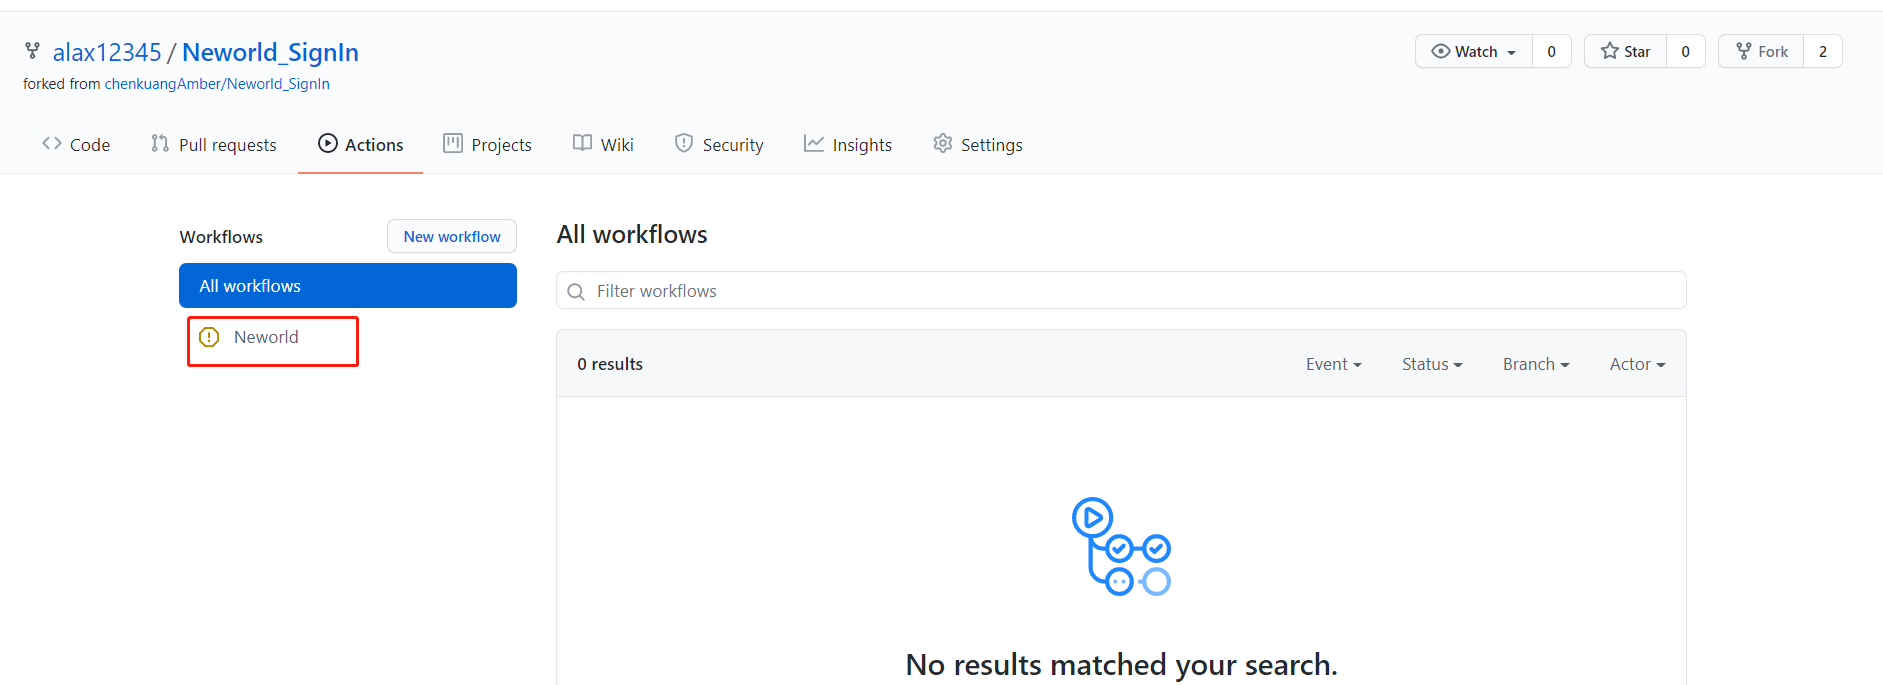 alax12345 / Neworld_SignIn
Watch 0 Star 0 Fork 2
forked from chenkuangAmber/Neworld_SignIn
Code Pull requests Actions Projects Wiki Security Insights Settings
Workflows New workflow
All workflows
Neworld
All workflows
Filter workflows
0 results Event Status Branch Actor
No results matched your search.